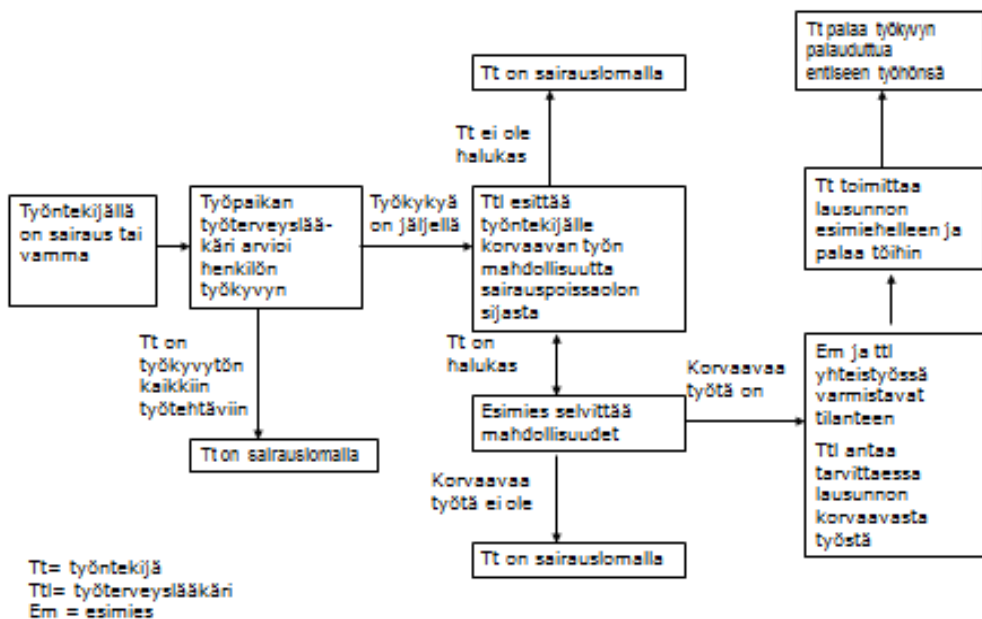 Työntekijällä
on sairaus tai
vamma
Työpaikan
työterveyslää-
käri arvioi
henkilön
työkyvyn
Tt on
työkyvytön
kaikkiin
työtehtäviin
Tt on sairauslomalla
Työkykyä
on jäljellä
Ttl esittää
työntekijälle
korvaavan työn
mahdollisuutta
sairauspoissaolon
sijasta
Tt ei ole
halukas
Tt on sairauslomalla
Tt on
halukas
Esimies selvittää
mahdollisuudet
Korvaavaa
työtä ei ole
Tt on sairauslomalla
Korvaavaa
työtä on
Em ja ttl
yhteistyössä
varmistavat
tilanteen
Ttl antaa
tarvittaessa
lausunnon
korvaavasta
työstä
Tt toimittaa
lausunnon
esimiehelleen ja
palaa töihin
Tt palaa työkyvyn
palauduttua
entiseen työhönsä
Tt= työntekijä
Ttl= työterveyslääkäri
Em = esimies